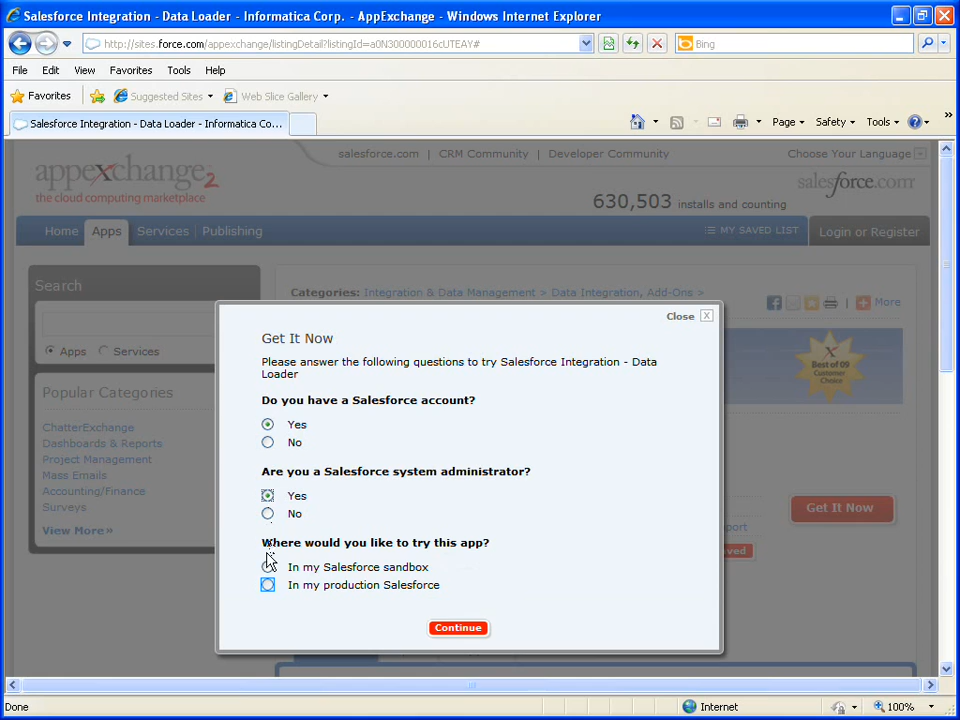 Salesforce Integration - Data Loader - Informatica Corp. - AppExchange - Windows Internet Explorer
http://sites.force.com/appexchange/listingDetail?listingId=a0N300000016cUTEAY#
Bing
File Edit View Favorites Tools Help
Favorites Suggested Sites Web Slice Gallery
Salesforce Integration - Data Loader - Informatica Co... Page Safety Tools
salesforce.com | CRM Community | Developer Community Choose Your Language
appexchange2
the cloud computing marketplace
salesforce.com
630,503 installs and counting
Home Apps Services Publishing MY SAVED LIST Login or Register
Search
Categories: Integration & Data Management > Data Integration, Add-Ons >
More
Apps Services
Best of 09
Customer
Choice
Popular Categories
ChatterExchange
Dashboards & Reports
Project Management
Mass Emails
Accounting/Finance
Surveys
View More»
Close X
Get It Now
Please answer the following questions to try Salesforce Integration - Data
Loader
Do you have a Salesforce account?
Yes
No
Are you a Salesforce system administrator?
Yes
No
Where would you like to try this app?
In my Salesforce sandbox
In my production Salesforce
Continue
Get It Now
Done Internet 100%